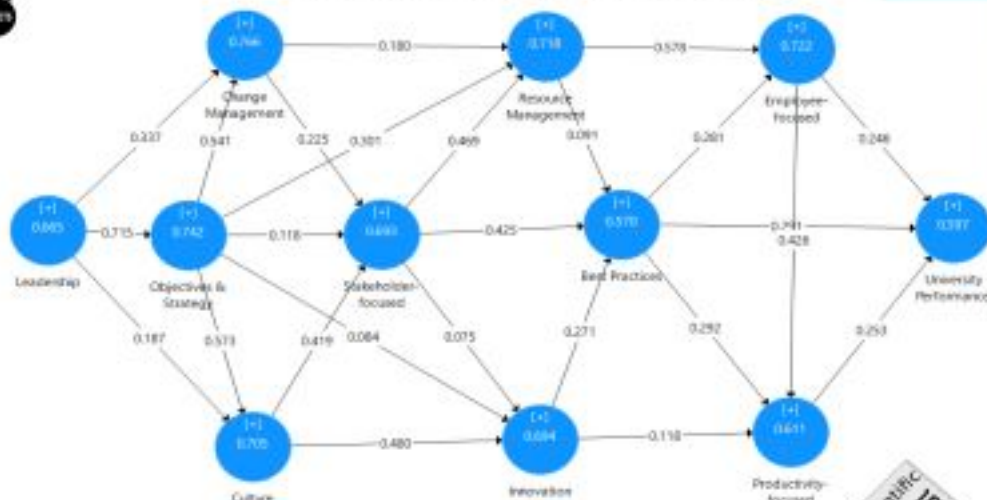 [+]
0.766
Change
Management
[+]
0.718
Resource
Management
[+]
0.722
Employee-
focused
0.180
0.578
0.337
0.541
0.225
0.301
0.469
0.091
0.281
0.248
[+]
0.665
Leadership
0.715
[+]
0.742
Objectives &
Strategy
0.118
[+]
0.693
Stakeholder-
focused
0.425
[+]
0.570
Best Practices
0.428
[+]
0.597
University
Performance
0.187
0.573
0.419
0.084
0.075
0.271
0.292
0.253
[+]
0.705
Culture
0.480
[+]
0.694
Innovation
0.118
[+]
0.611
Productivity-
focused